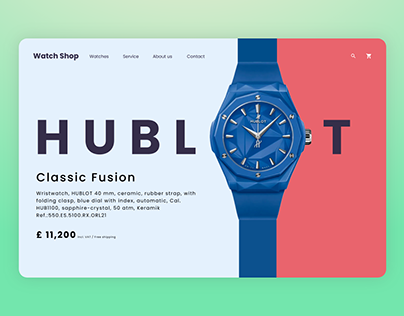 Watch Shop Watches Service About us Contact
HUBL T
HUBLOT
Classic Fusion
Wristwatch, HUBLOT 40 mm, ceramic, rubber strap, with
folding clasp, blue dial with index, automatic, Cal.
HUB1100, sapphire-crystal, 50 atm, Keramik
Ref.:550.ES.5100.RX.ORL21
£ 11,200 incl. VAT / Free shipping